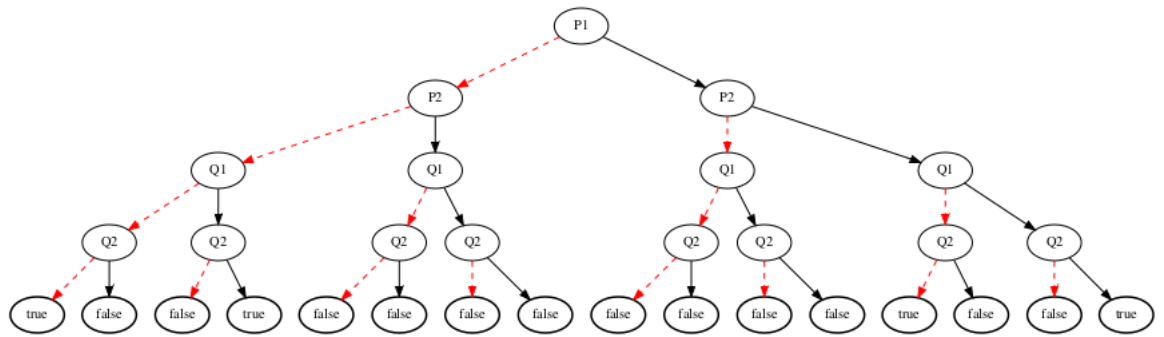 P1
P2 P2
Q1 Q1 Q1 Q1
Q2 Q2 Q2 Q2 Q2 Q2 Q2 Q2
true false false true false false false false false false false false true false false true